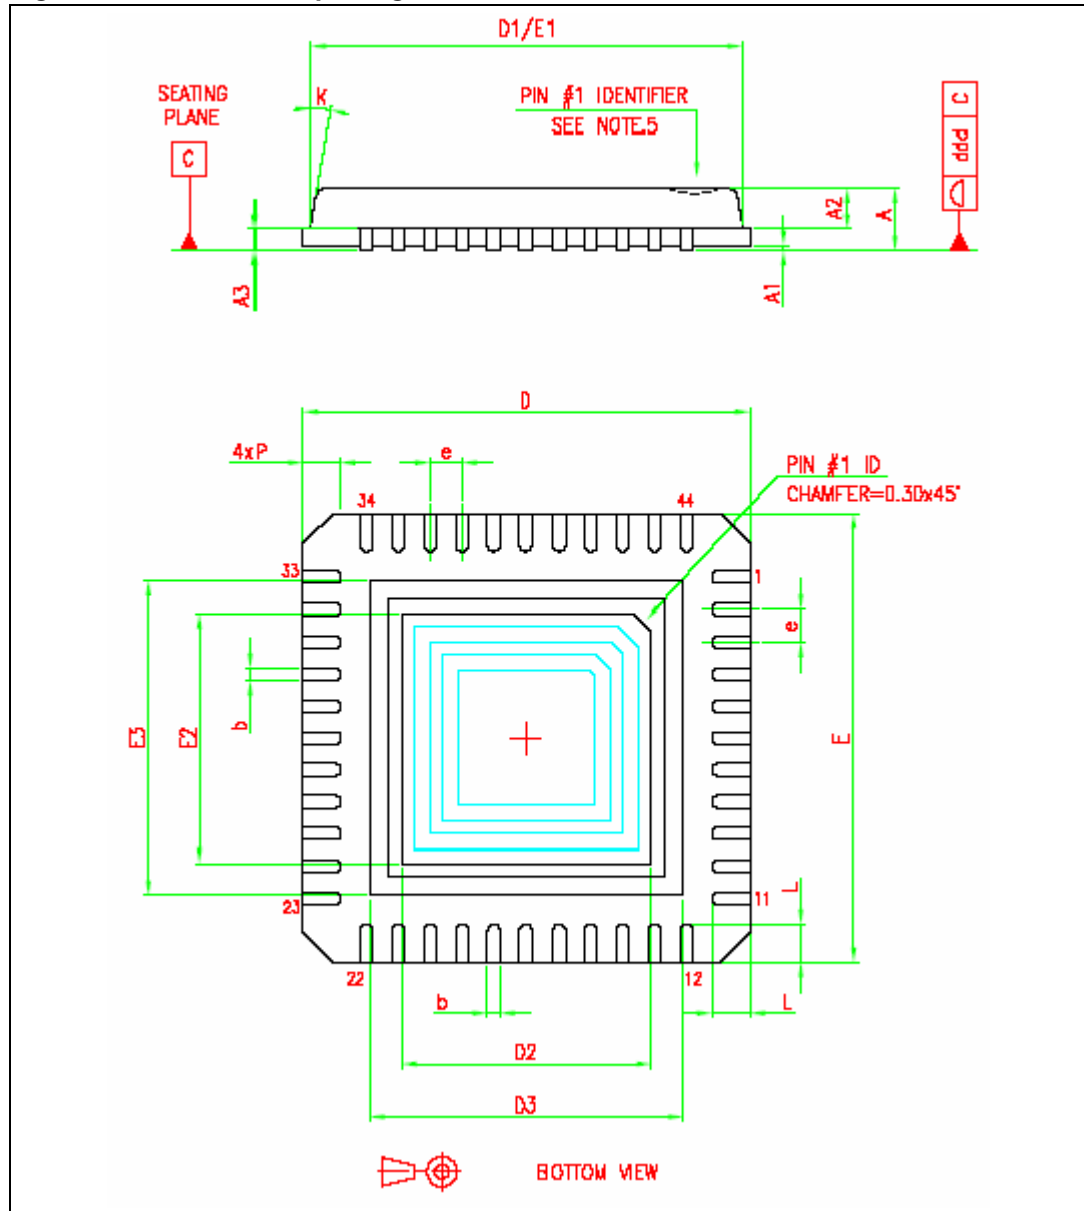 D1/E1
SEATING
PLANE
K
PIN #1 IDENTIFIER
SEE NOTE.5
C
ddd C
A2
A
A3
A1
D
4xP
e
PIN #1 ID
CHAMFER=0.30x45°
34
44
33
1
e
b
E3
E2
E
23
L
11
22
12
b
L
D2
D3
BOTTOM VIEW